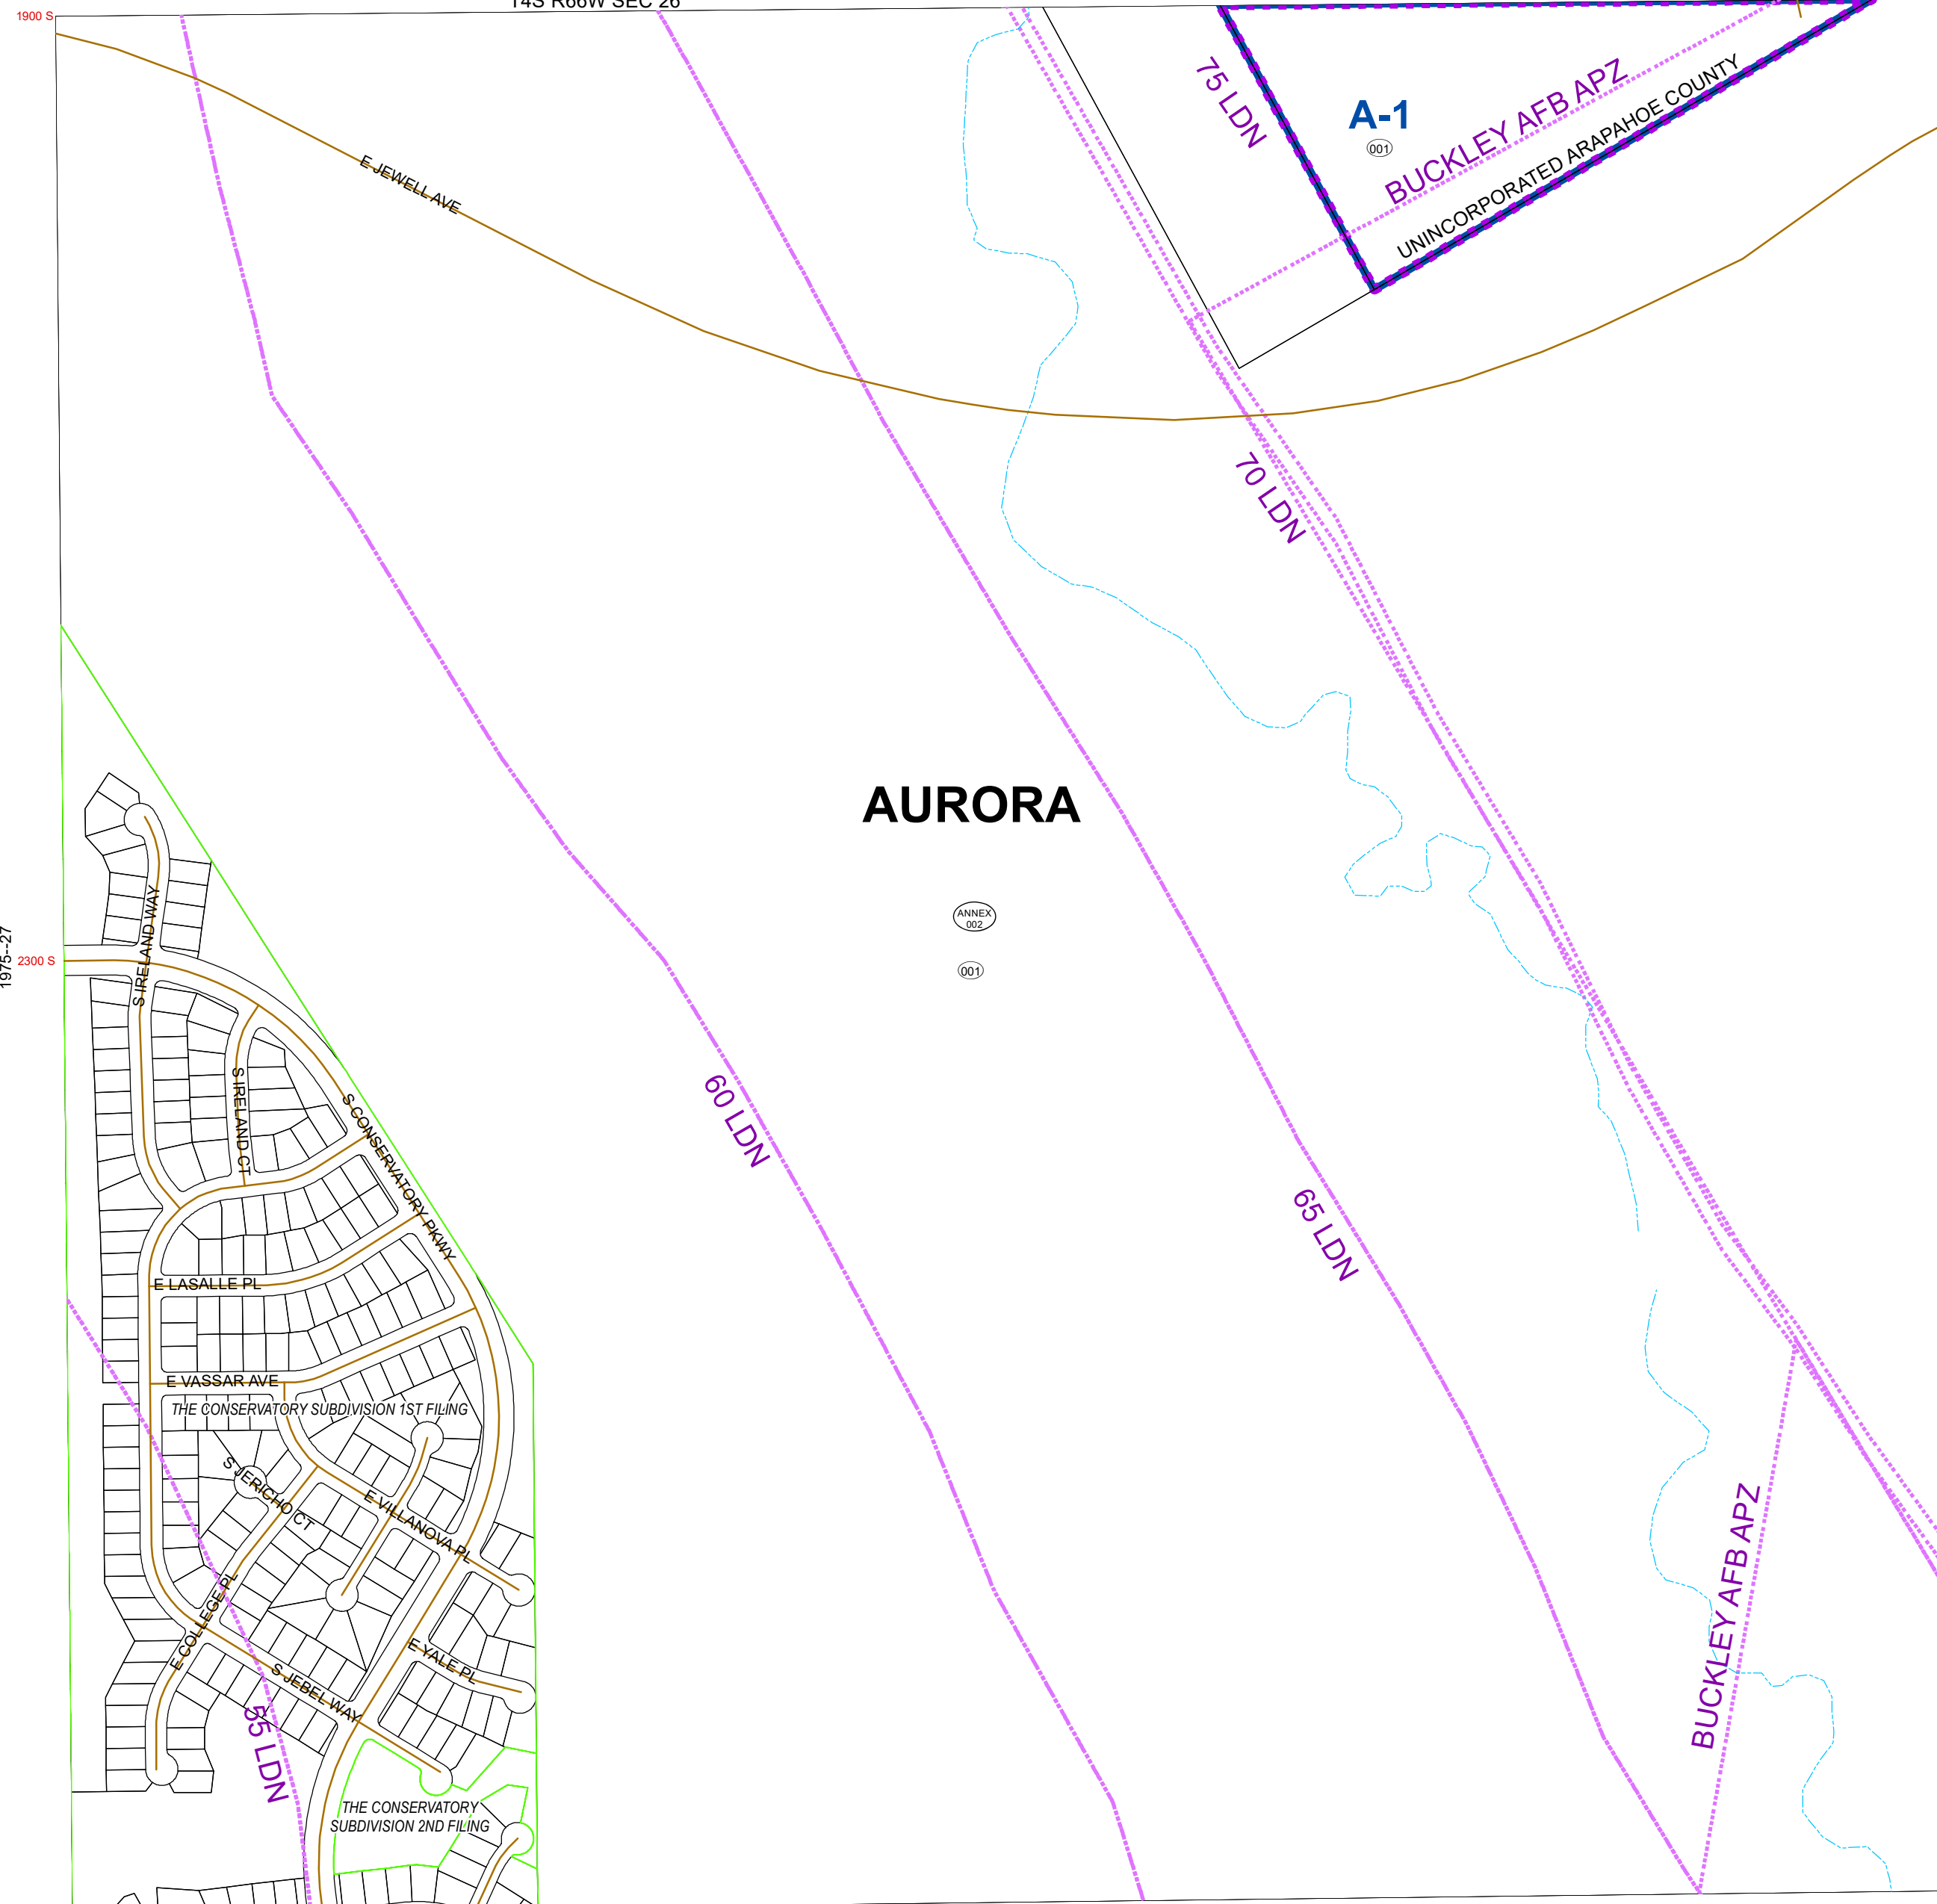 T4S R66W SEC 26
1900 S
75 LDN
A-1
001
BUCKLEY AFB APZ
UNINCORPORATED ARAPAHOE COUNTY
E JEWELL AVE
70 LDN
AURORA
ANNEX
002
001
1975--27
2300 S
S IRELAND WAY
S IRELAND CT
S CONSERVATORY PKWY
60 LDN
65 LDN
E LASALLE PL
E VASSAR AVE
THE CONSERVATORY SUBDIVISION 1ST FILING
S JERICHO CT
E VILLANOVA PL
E COLLEGE PL
E YALE PL
S JEBEL WAY
55 LDN
BUCKLEY AFB APZ
THE CONSERVATORY
SUBDIVISION 2ND FILING